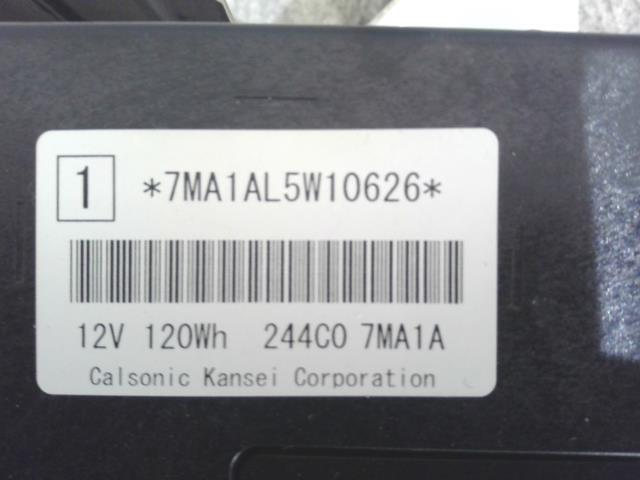 1 *7MA1AL5W10626*
12V 120Wh 244C0 7MA1A
Calsonic Kansei Corporation